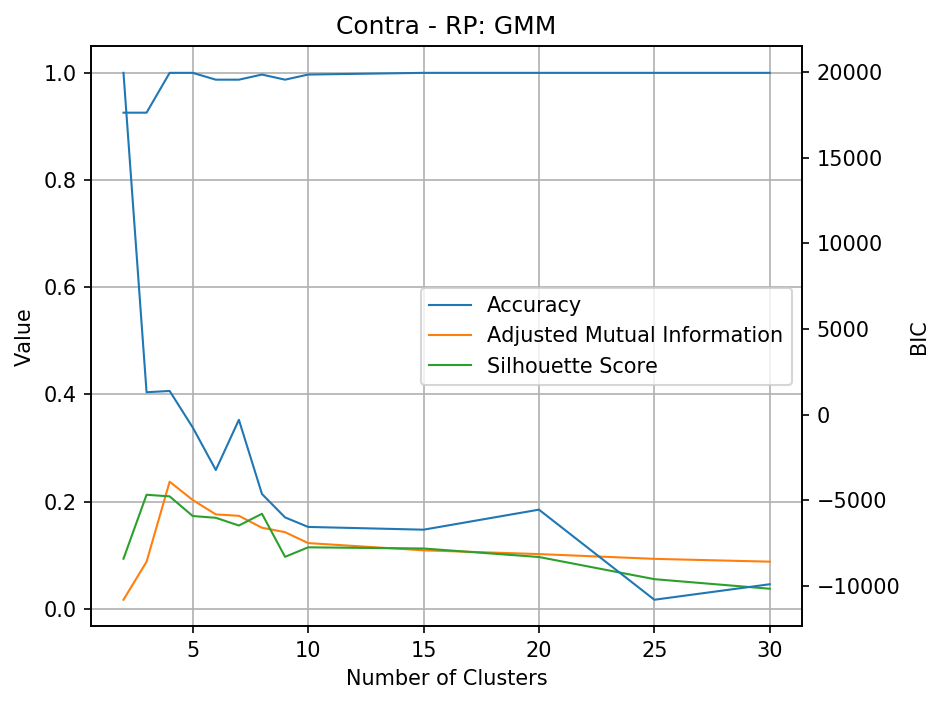 Contra - RP: GMM
Value
1.0
0.8
0.6
0.4
0.2
0.0
20000
15000
10000
5000
0
−5000
−10000
BIC
Accuracy
Adjusted Mutual Information
Silhouette Score
5 10 15 20 25 30
Number of Clusters